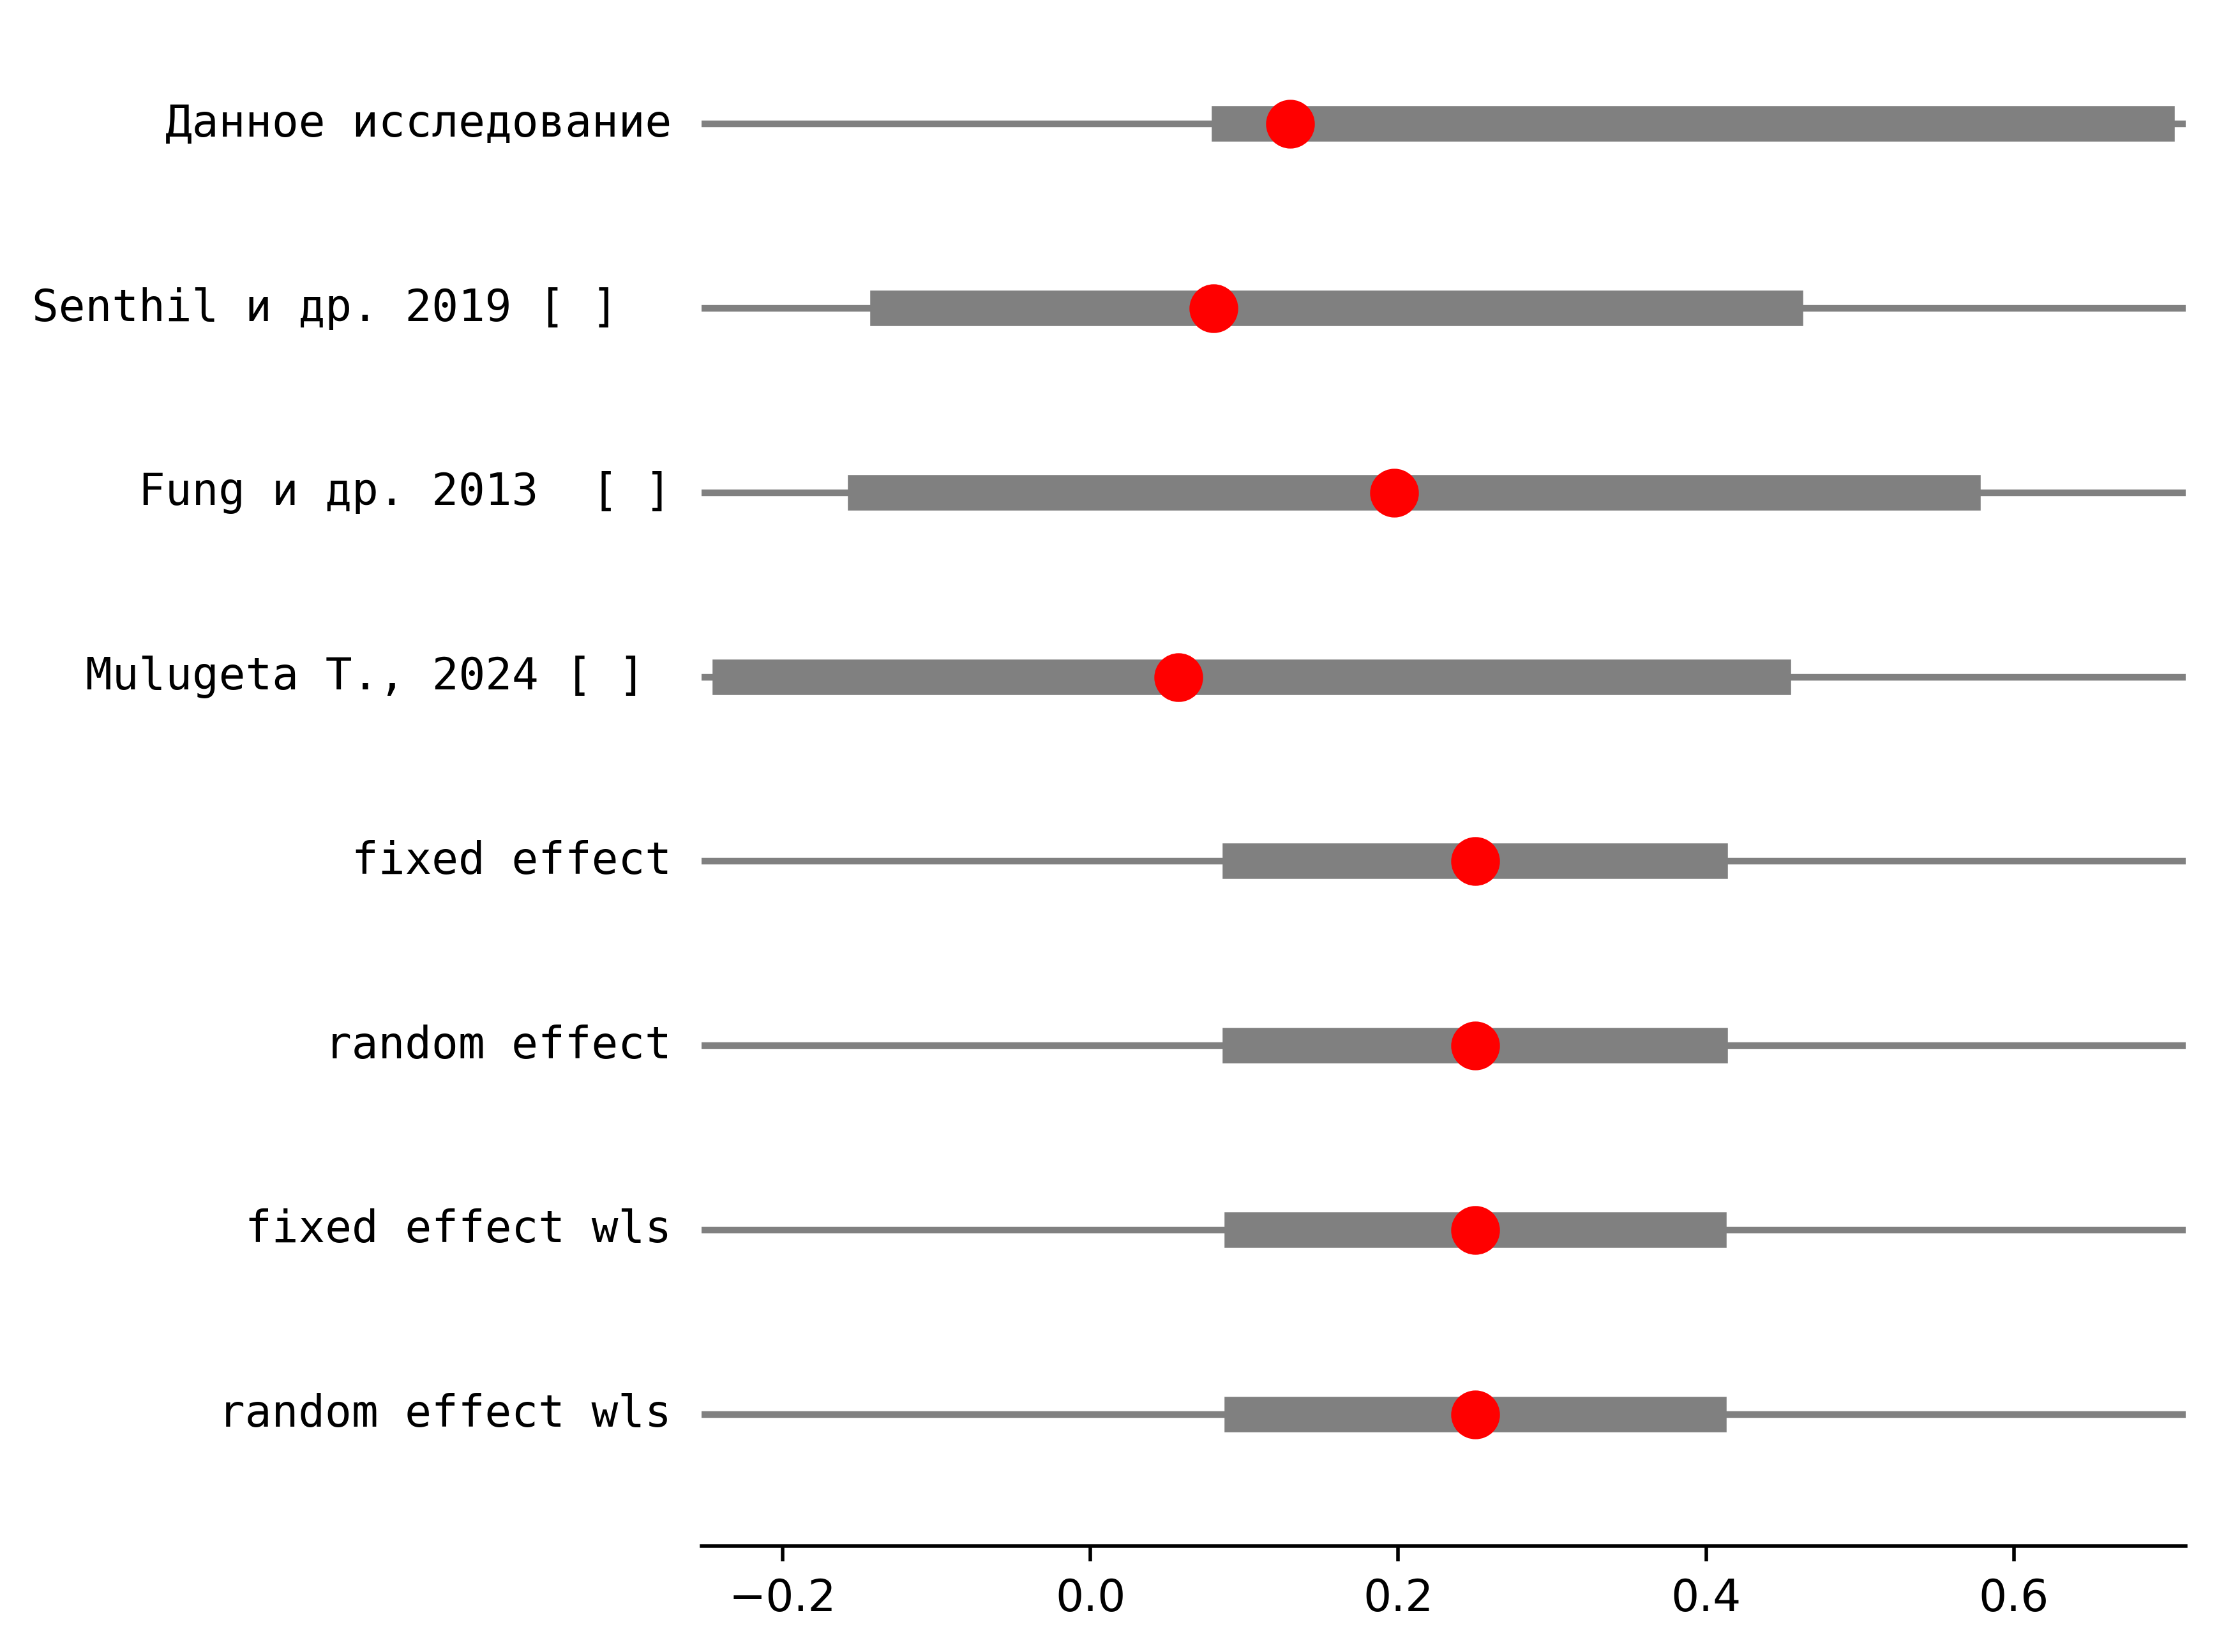 Данное исследование
Senthil и др. 2019 [ ]
Fung и др. 2013  [ ]
Mulugeta T., 2024 [ ]
fixed effect
random effect
fixed effect wls
random effect wls
−0.2 0.0 0.2 0.4 0.6